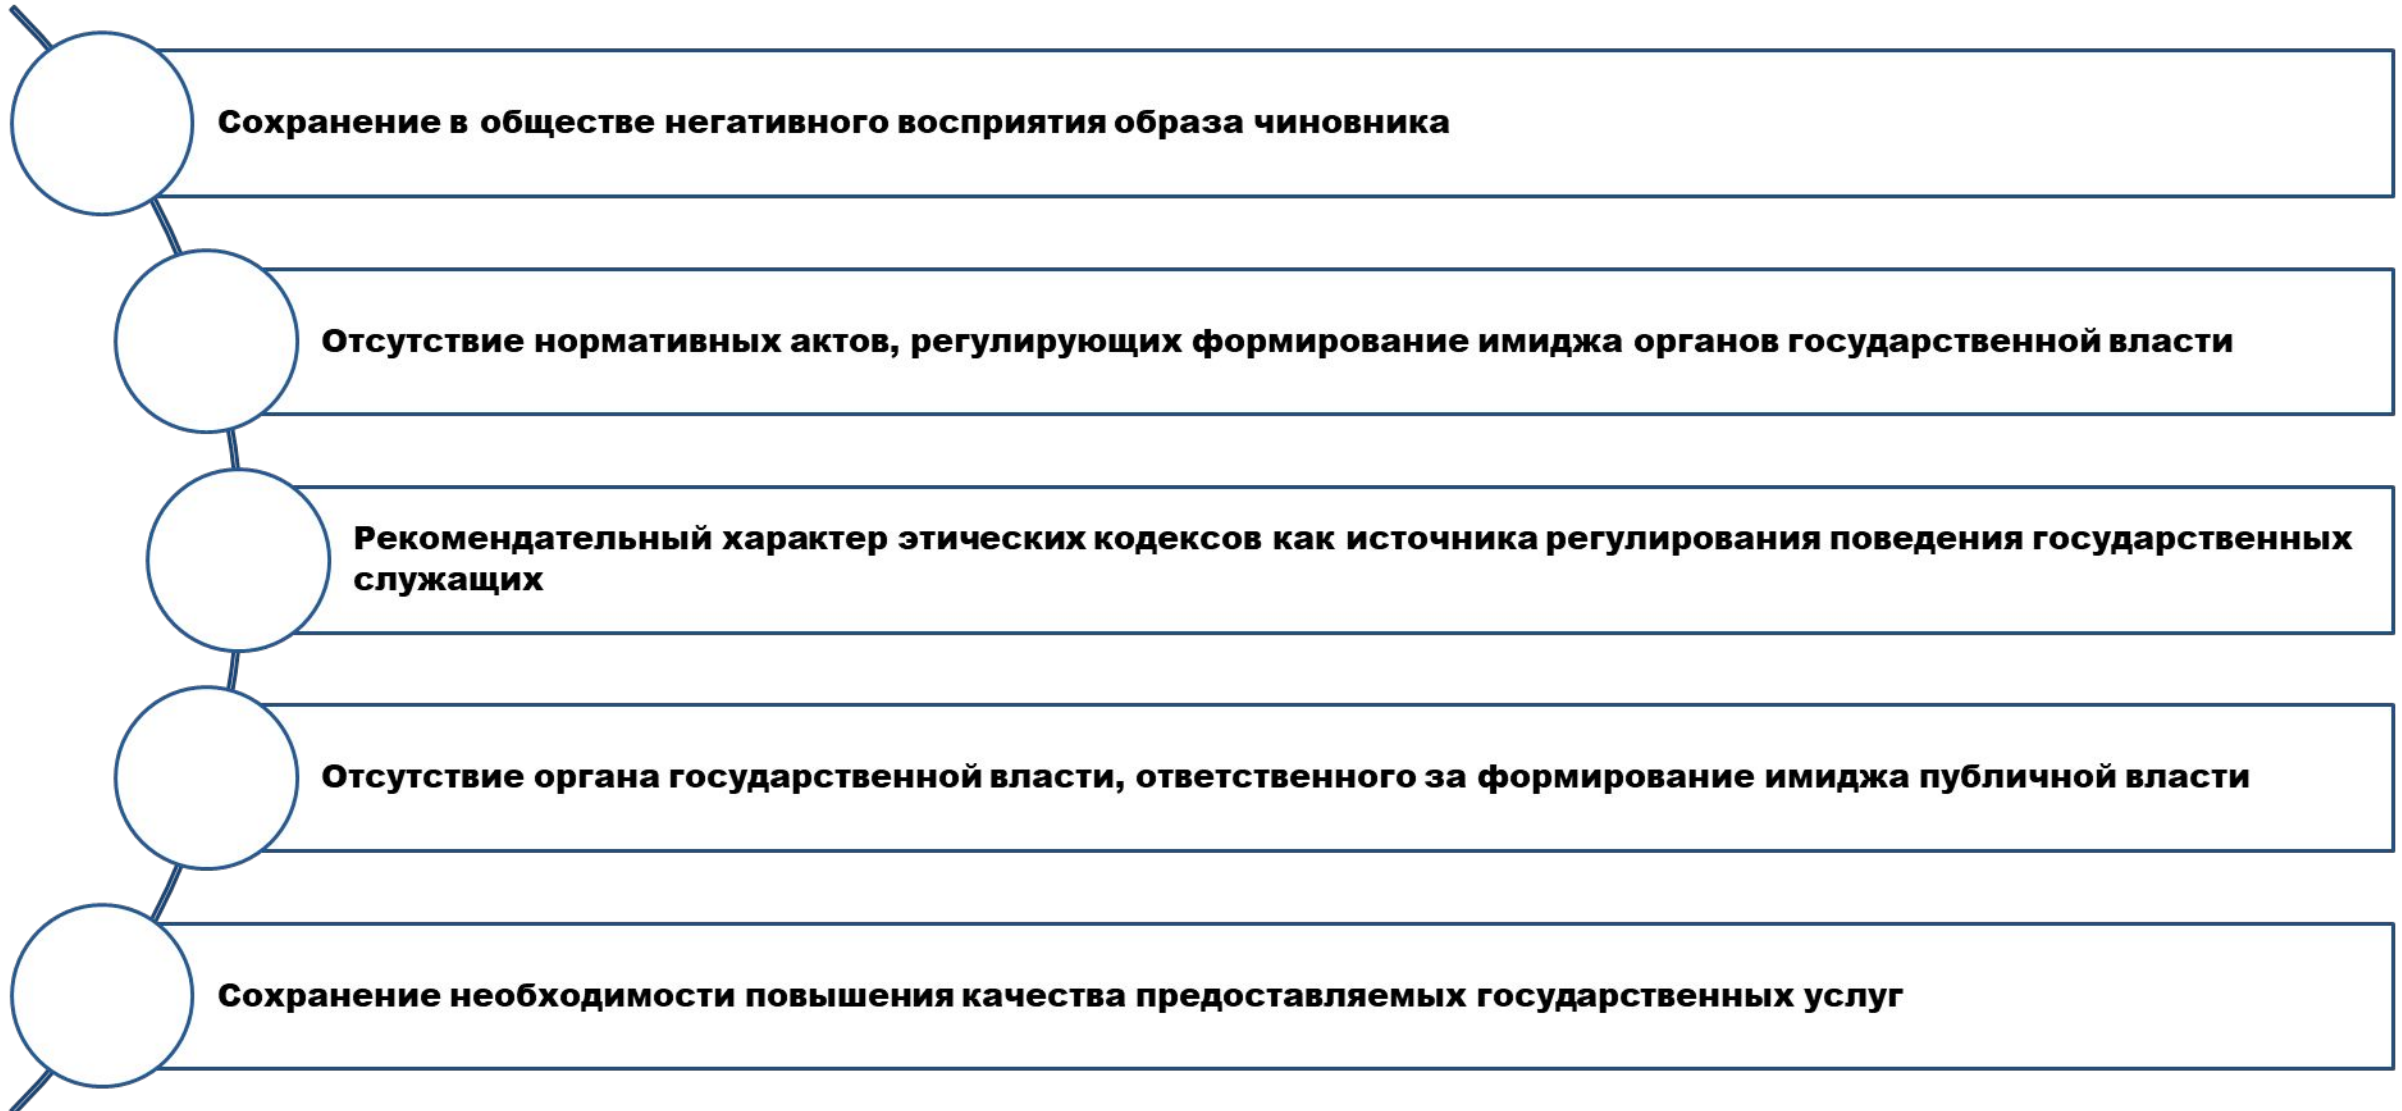 Сохранение в обществе негативного восприятия образа чиновника
Отсутствие нормативных актов, регулирующих формирование имиджа органов государственной власти
Рекомендательный характер этических кодексов как источника регулирования поведения государственных
служащих
Отсутствие органа государственной власти, ответственного за формирование имиджа публичной власти
Сохранение необходимости повышения качества предоставляемых государственных услуг